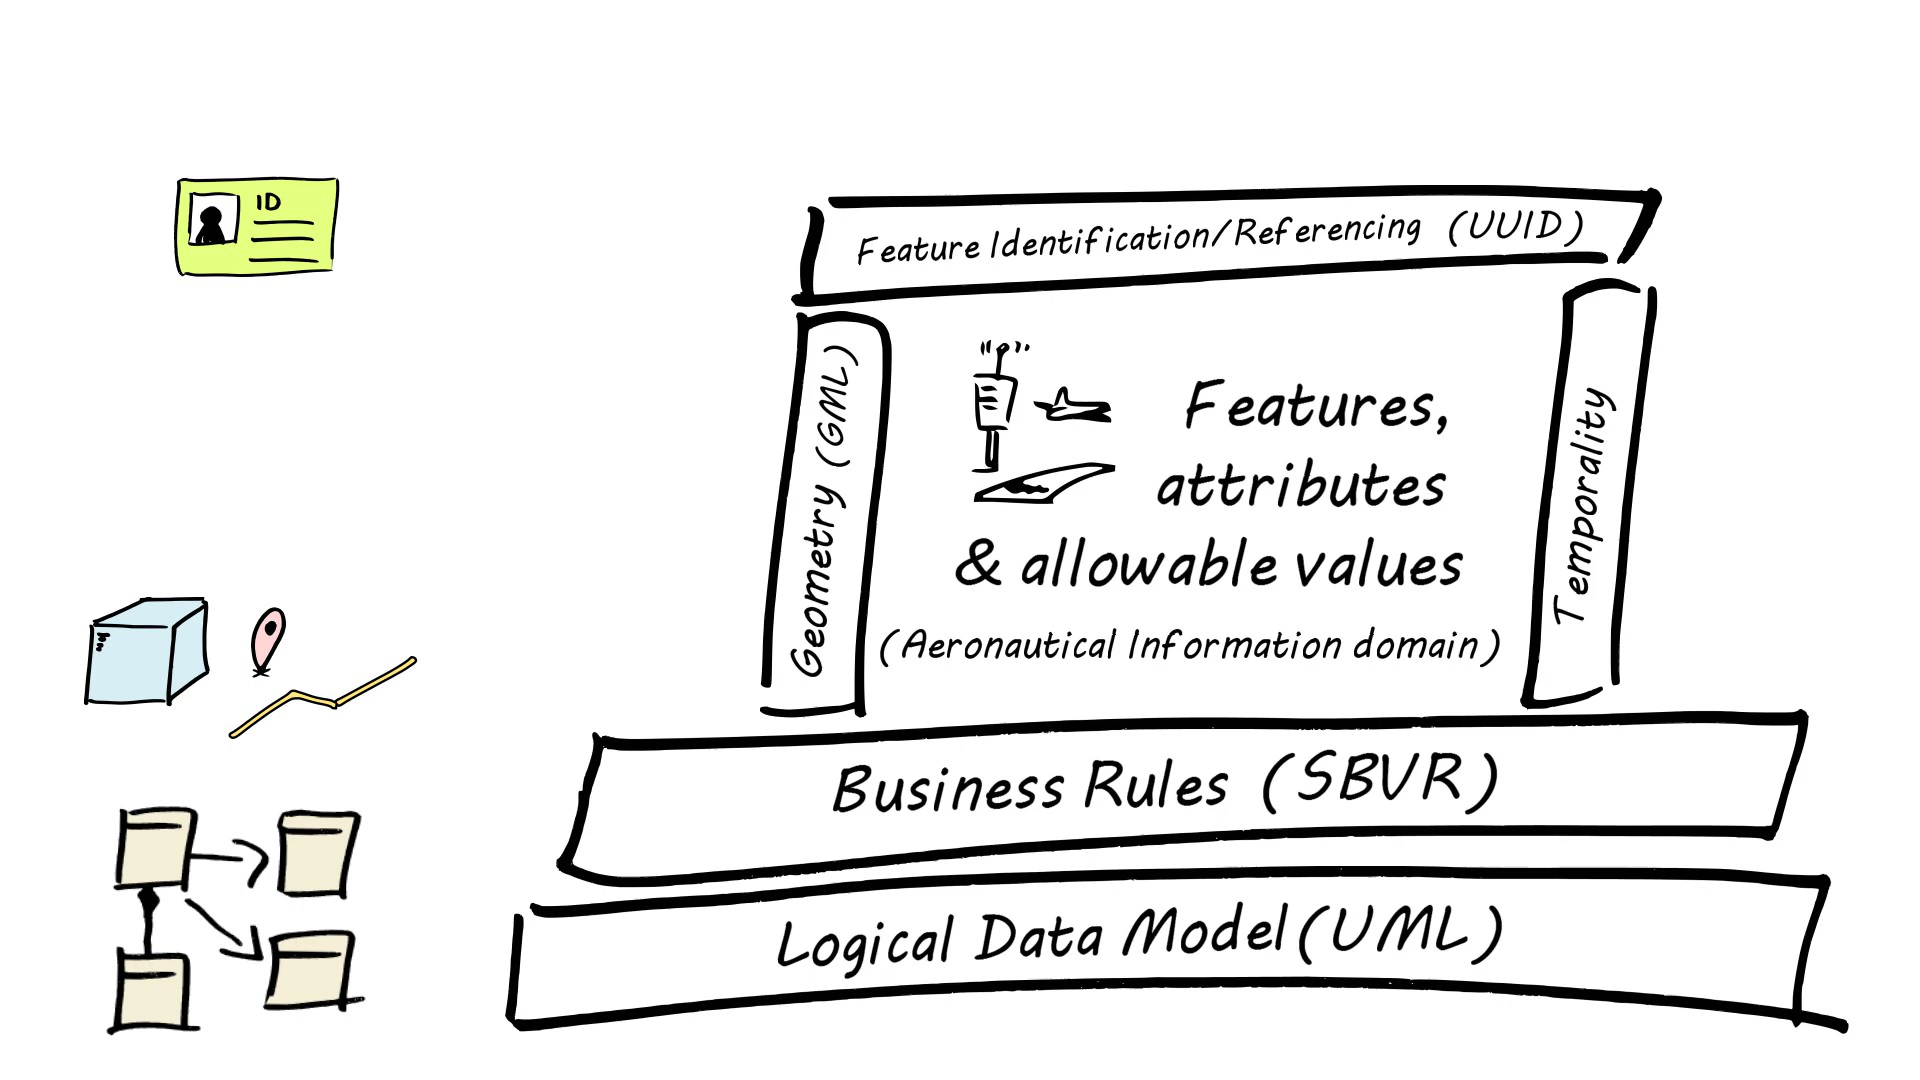 ID
Feature Identification/Referencing (UUID)
Geometry (GML)
Features,
attributes
& allowable values
(Aeronautical Information domain)
Temporality
Business Rules (SBVR)
Logical Data Model (UML)